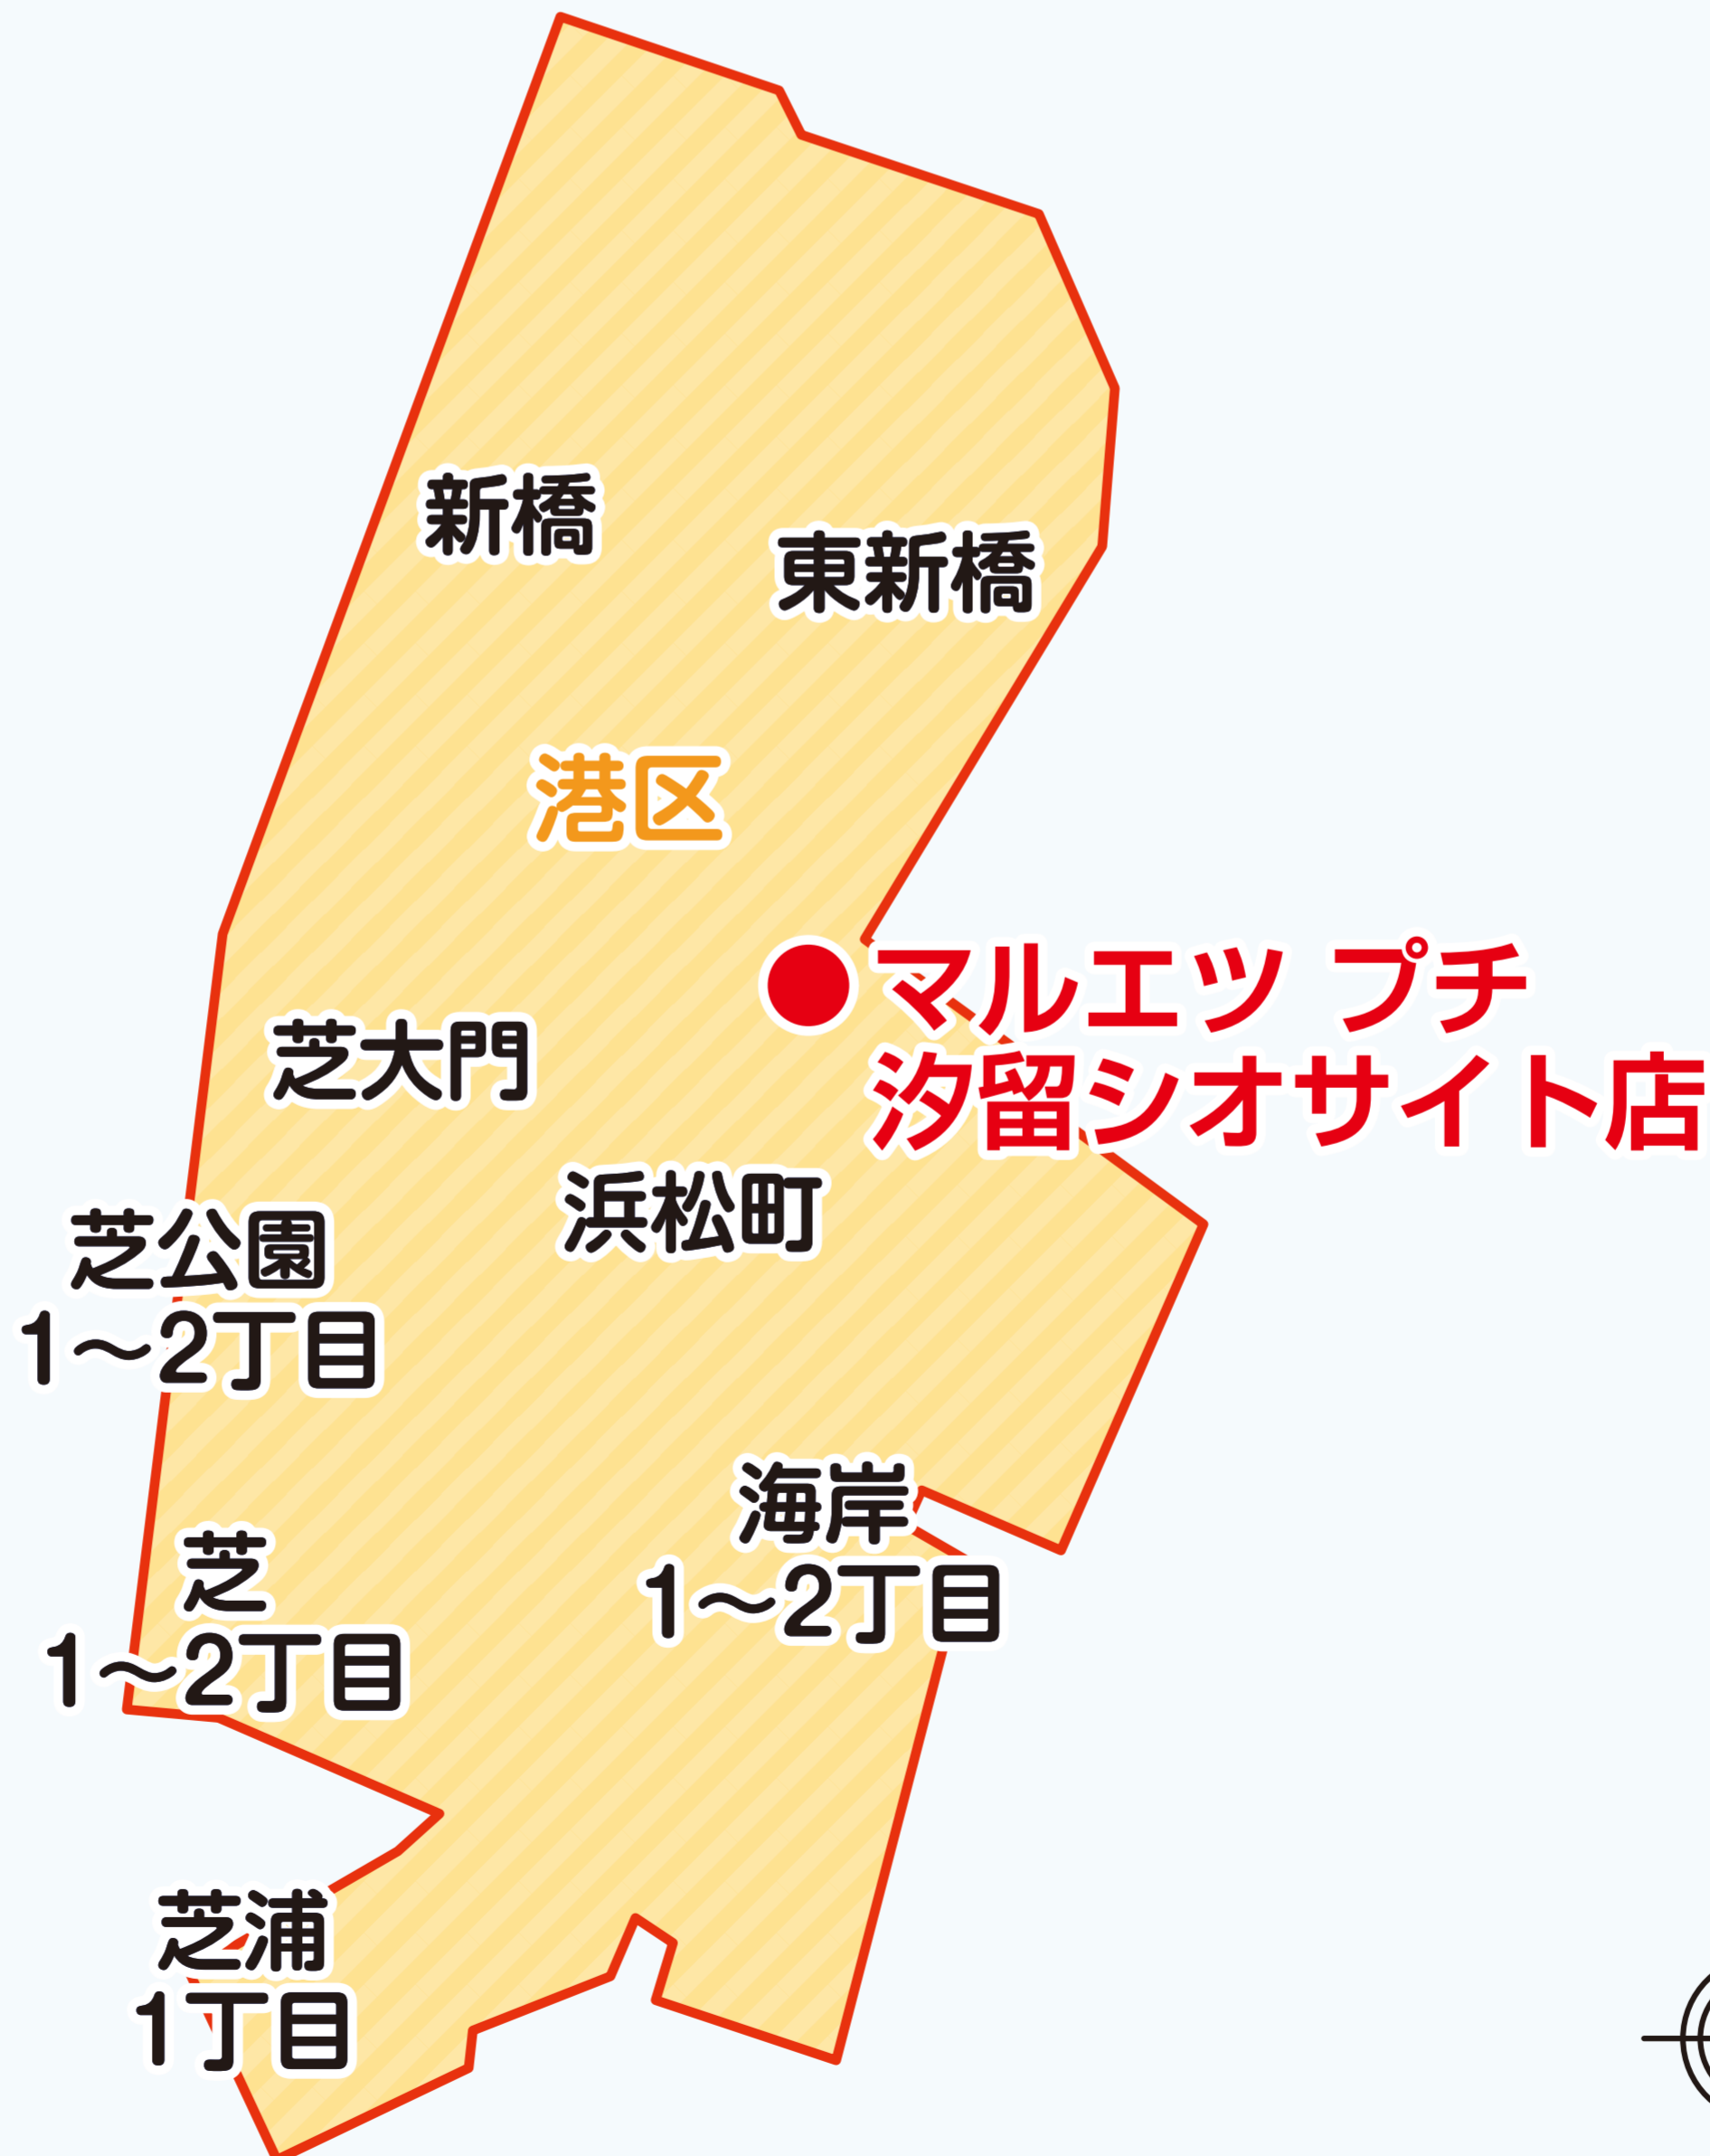 新橋
東新橋
港区
マルエツ プチ
汐留シオサイト店
芝大門
浜松町
芝公園
1～2丁目
海岸
1～2丁目
芝
1～2丁目
芝浦
1丁目